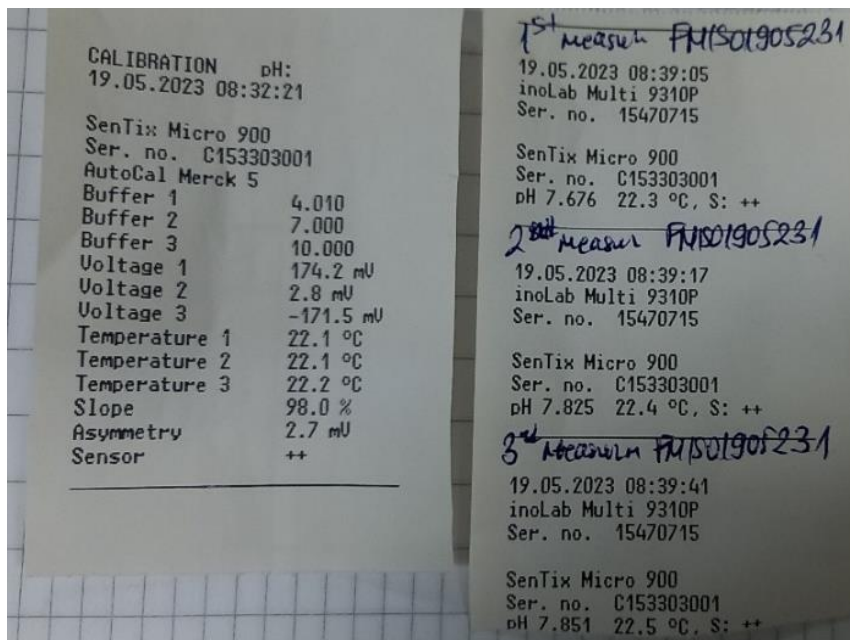 CALIBRATION pH:
19.05.2023 08:32:21
SenTix Micro 900
Ser. no. C153303001
AutoCal Merck 5
Buffer 1 4.010
Buffer 2 7.000
Buffer 3 10.000
Voltage 1 174.2 mV
Voltage 2 2.8 mV
Voltage 3 -171.5 mV
Temperature 1 22.1 °C
Temperature 2 22.1 °C
Temperature 3 22.2 °C
Slope 98.0 %
Asymmetry 2.7 mV
Sensor ++
1st measum FMISO1905231
19.05.2023 08:39:05
inoLab Multi 9310P
Ser. no. 15470715
SenTix Micro 900
Ser. no. C153303001
pH 7.676 22.3 °C, S: ++
2 measum FMISO1905231
19.05.2023 08:39:17
inoLab Multi 9310P
Ser. no. 15470715
SenTix Micro 900
Ser. no. C153303001
pH 7.825 22.4 °C, S: ++
3rd measum FMISO1905231
19.05.2023 08:39:41
inoLab Multi 9310P
Ser. no. 15470715
SenTix Micro 900
Ser. no. C153303001
pH 7.851 22.5 °C, S: ++